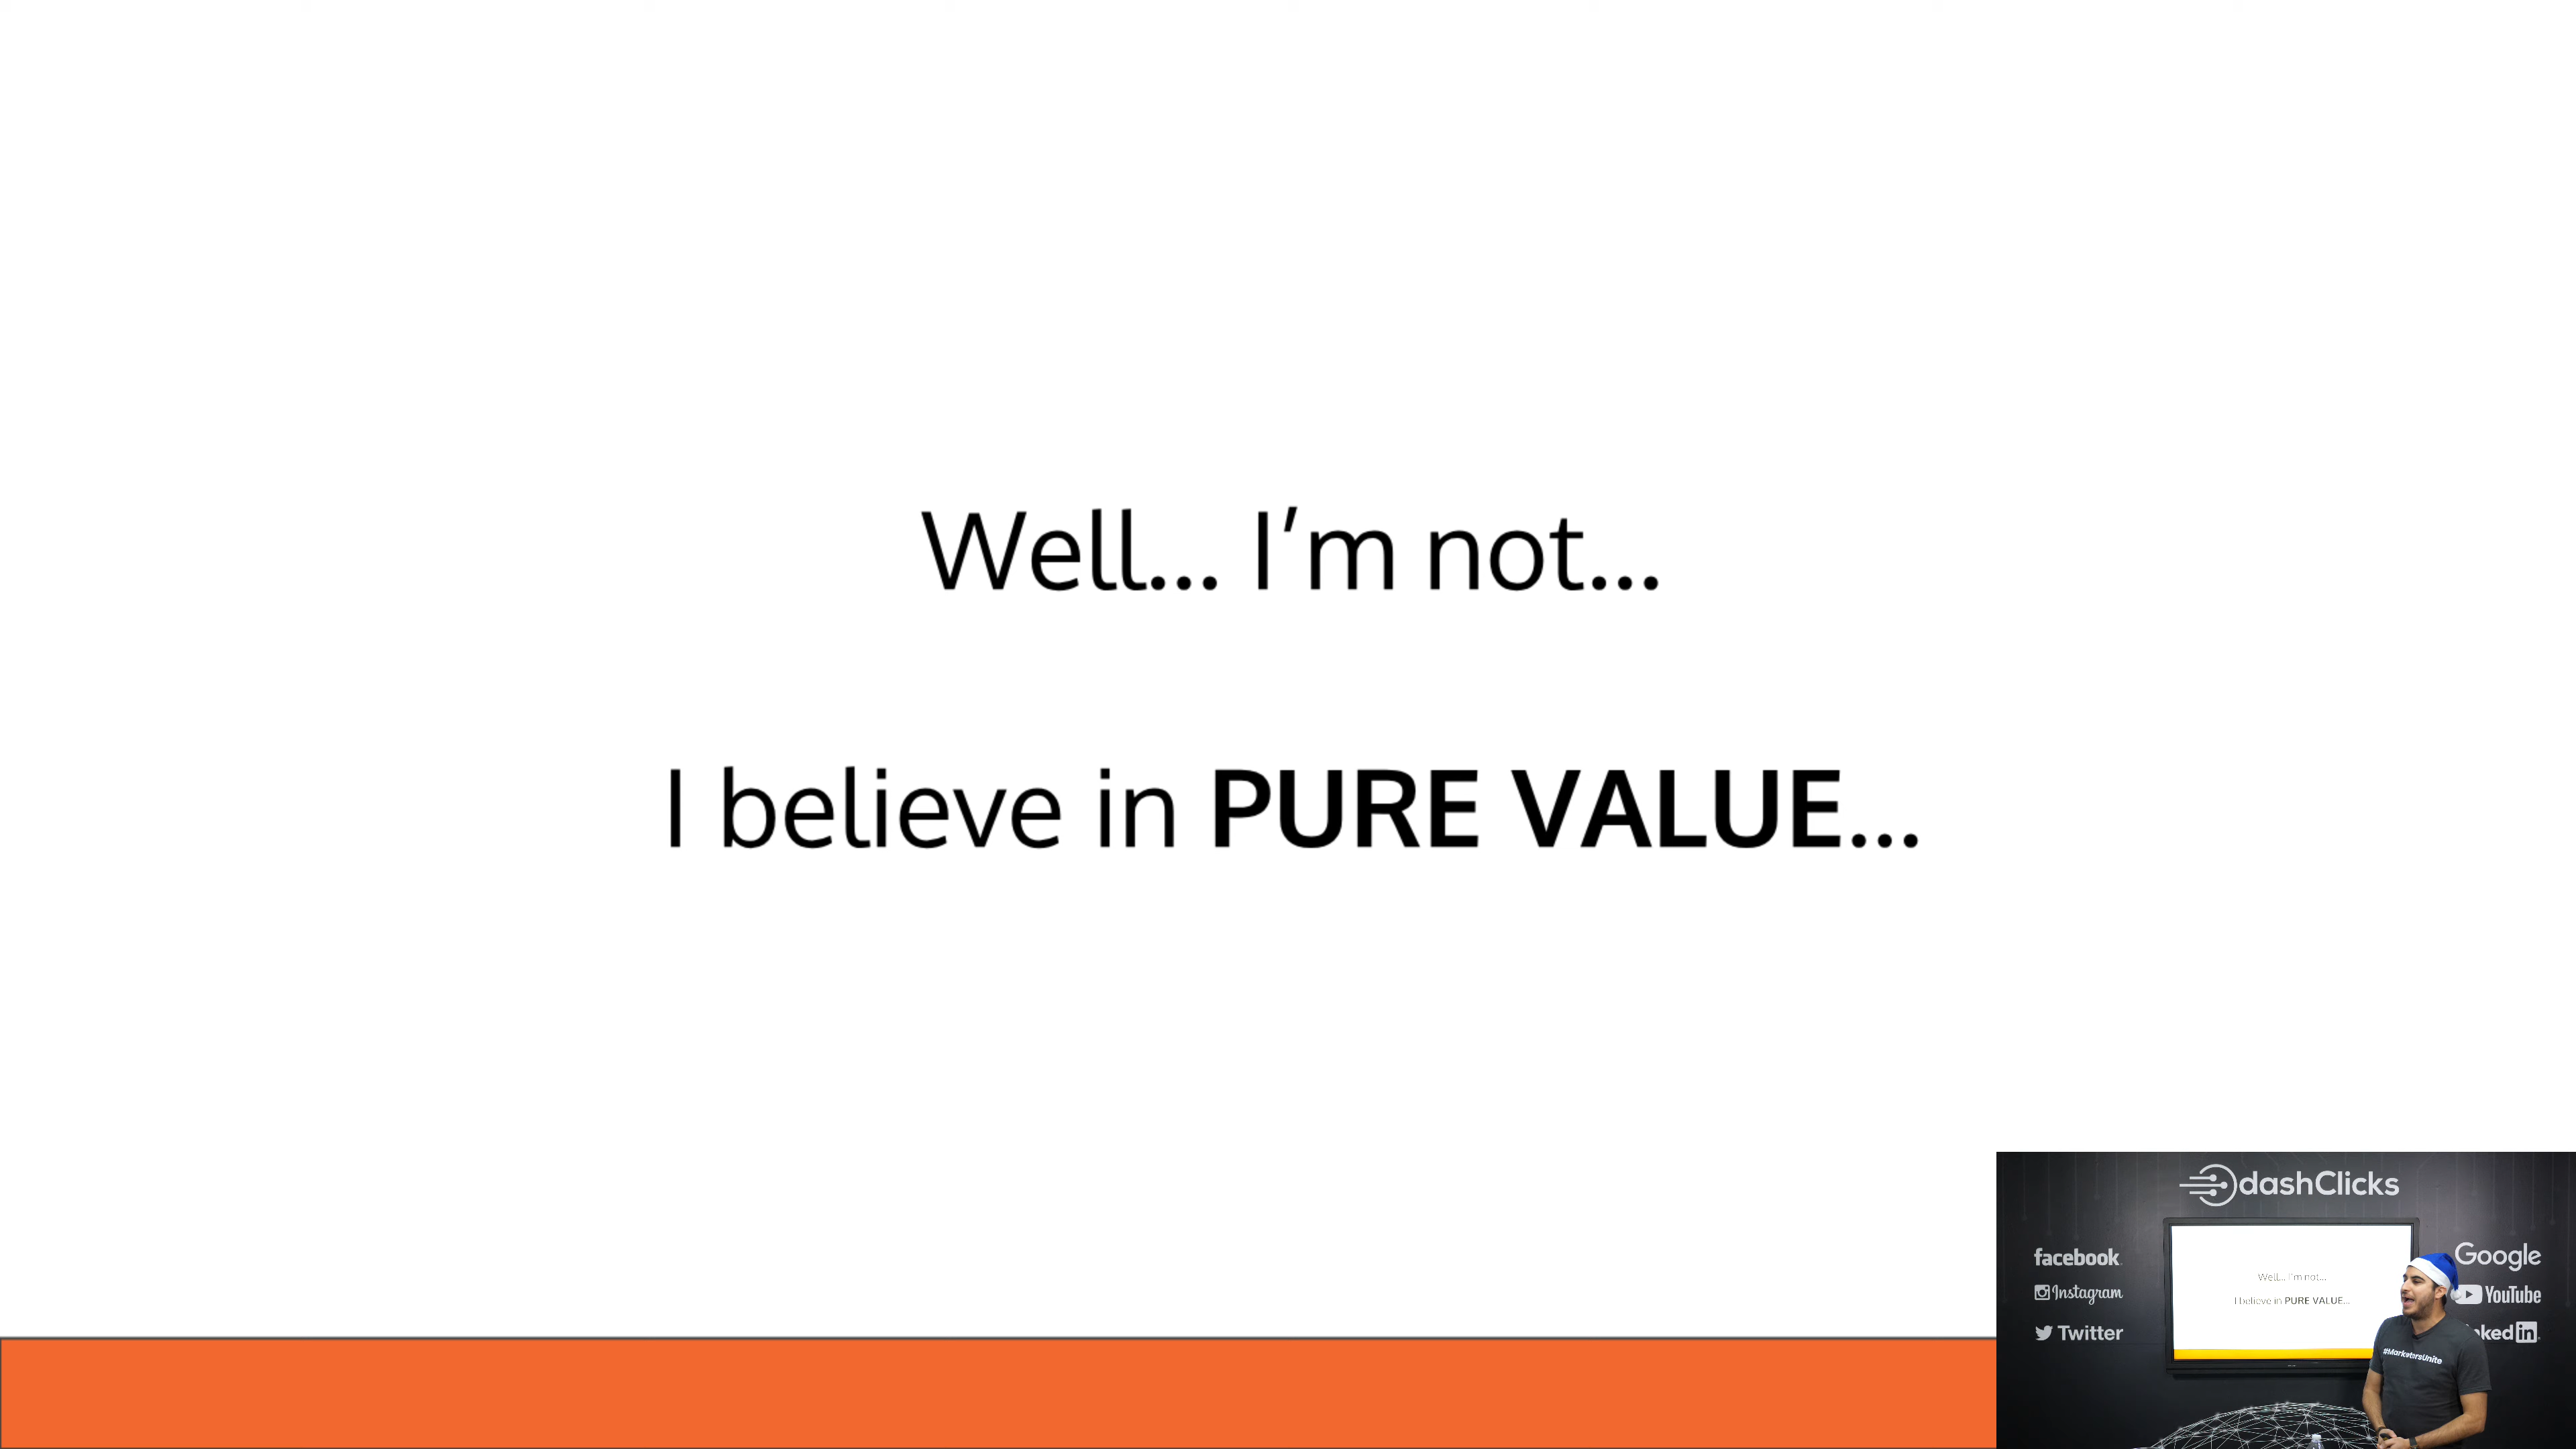 Well... I'm not...
I believe in PURE VALUE...
dashClicks
facebook
Instagram
Twitter
Well... I'm not...
I believe in PURE VALUE...
Google
YouTube
ked in
#MarketersUnite